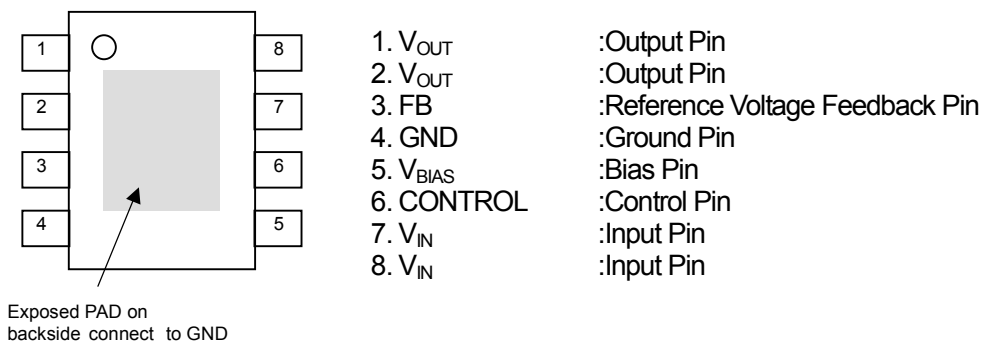 1 8
2 7
3 6
4 5
Exposed PAD on
backside connect to GND
1. VOUT :Output Pin
2. VOUT :Output Pin
3. FB :Reference Voltage Feedback Pin
4. GND :Ground Pin
5. VBIAS :Bias Pin
6. CONTROL :Control Pin
7. VIN :Input Pin
8. VIN :Input Pin